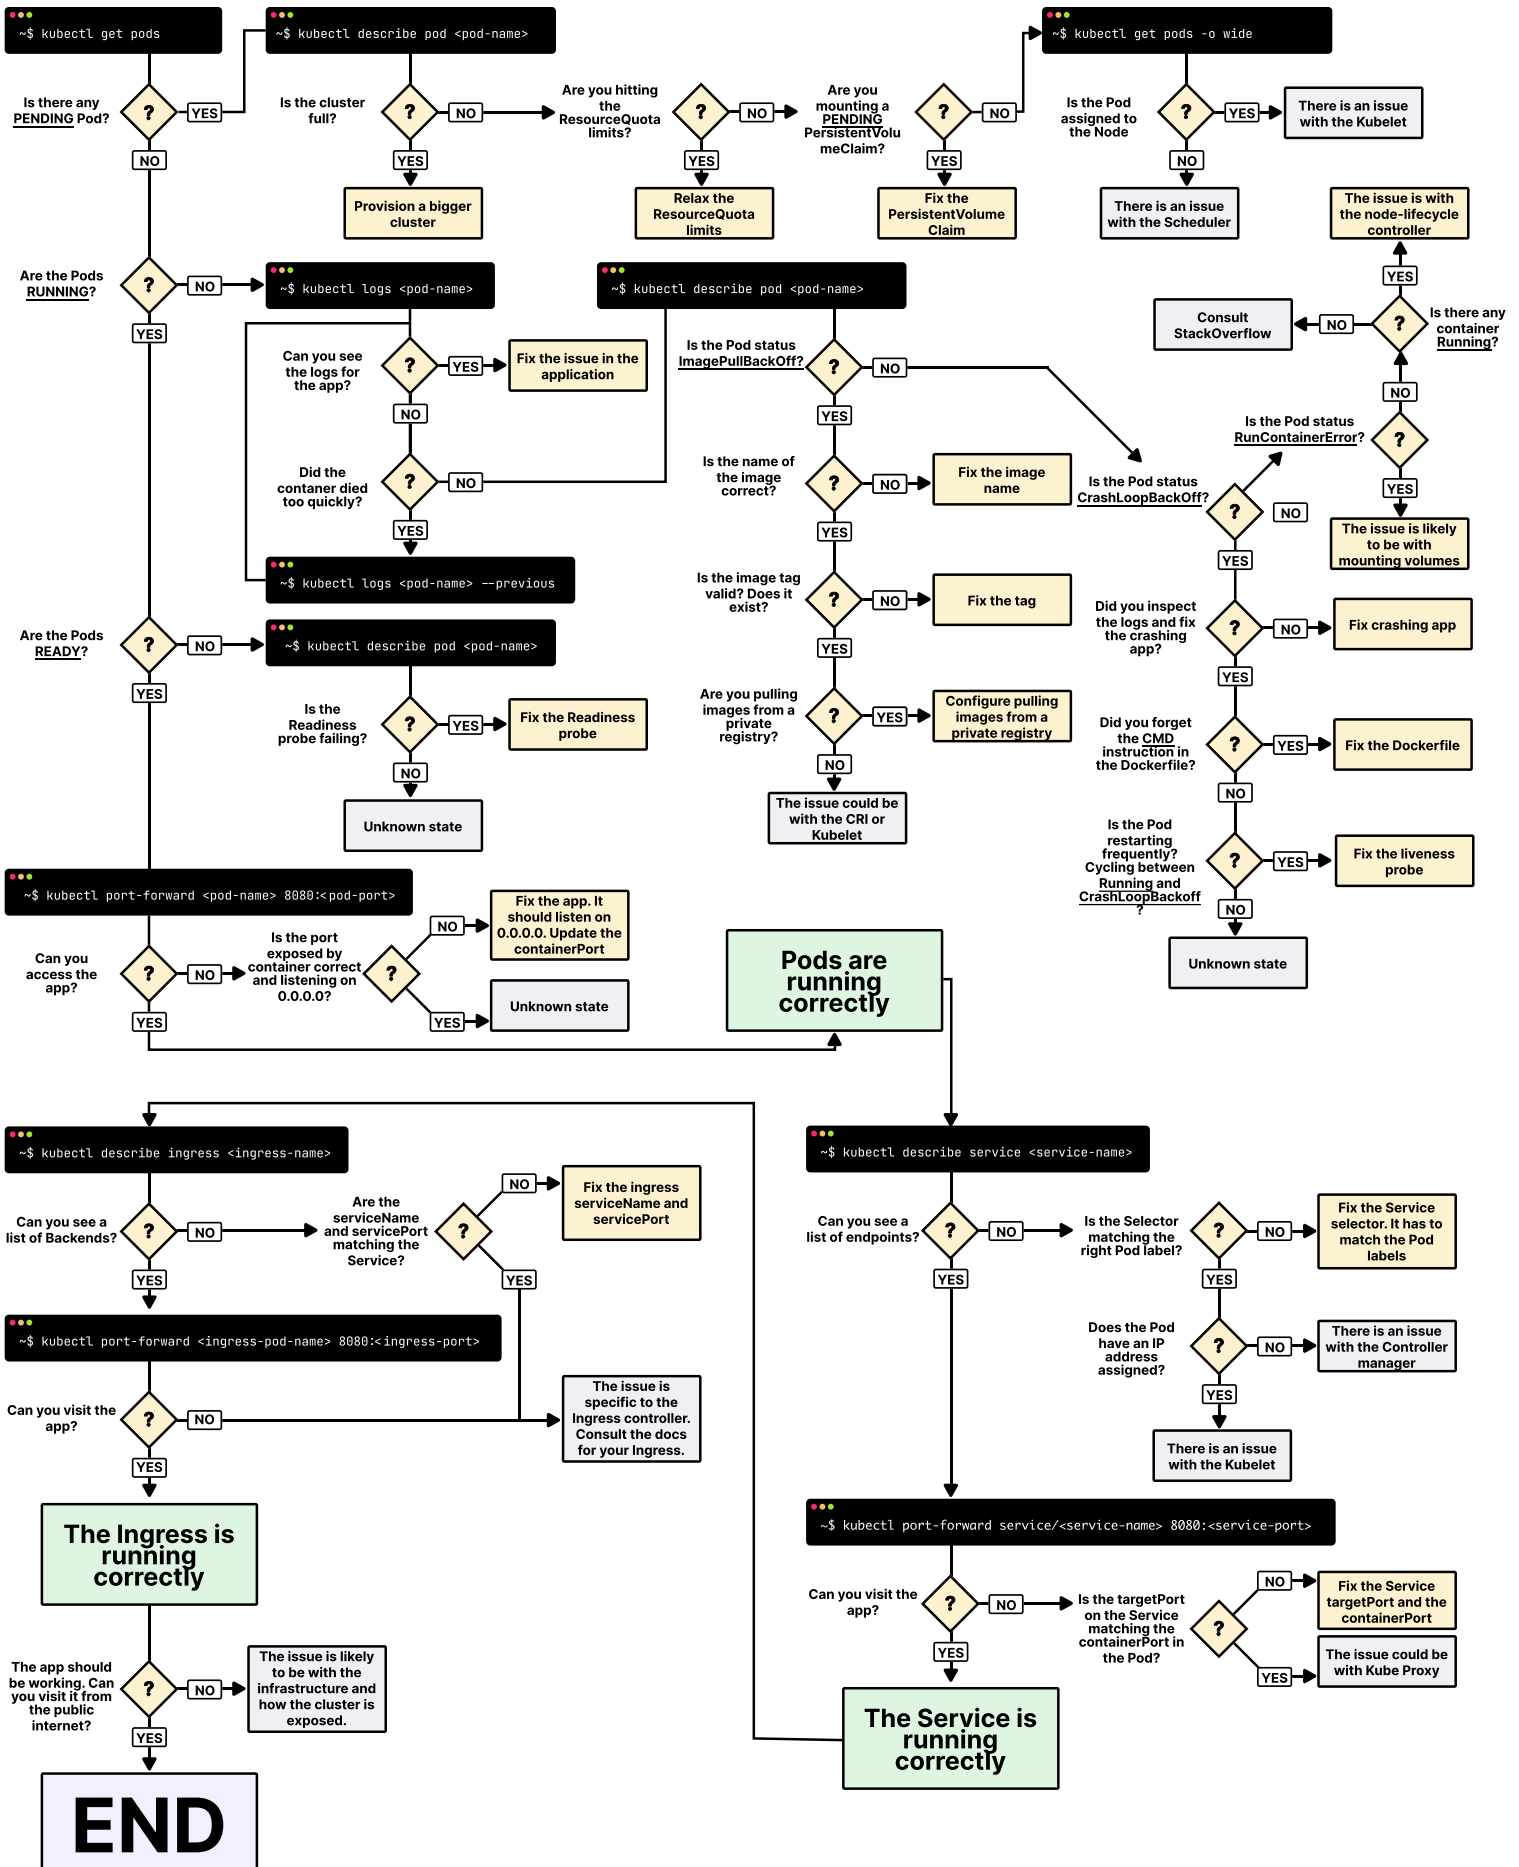 ~$ kubectl get pods
~$ kubectl describe pod <pod-name>
~$ kubectl get pods -o wide
Is there any
PENDING Pod?
?
YES
NO
Is the cluster
full?
?
NO
YES
Provision a bigger
cluster
Are you hitting
the
ResourceQuota
limits?
?
NO
YES
Relax the
ResourceQuota
limits
Are you
mounting a
PENDING
PersistentVolu
meClaim?
?
NO
YES
Fix the
PersistentVolume
Claim
Is the Pod
assigned to
the Node
?
YES
There is an issue
with the Kubelet
NO
There is an issue
with the Scheduler
The issue is with
the node-lifecycle
controller
YES
Is there any
container
Running?
?
NO
Consult
StackOverflow
NO
Is the Pod status
RunContainerError?
?
YES
The issue is likely
to be with
mounting volumes
Are the Pods
RUNNING?
?
NO
YES
~$ kubectl logs <pod-name>
Can you see
the logs for
the app?
?
YES
Fix the issue in the
application
NO
Did the
contaner died
too quickly?
?
NO
YES
~$ kubectl logs <pod-name> --previous
~$ kubectl describe pod <pod-name>
Is the Pod status
ImagePullBackOff?
?
NO
YES
Is the name of
the image
correct?
?
NO
Fix the image
name
YES
Is the image tag
valid? Does it
exist?
?
NO
Fix the tag
YES
Are you pulling
images from a
private
registry?
?
YES
Configure pulling
images from a
private registry
NO
The issue could be
with the CRI or
Kubelet
Is the Pod status
CrashLoopBackOff?
?
NO
YES
Did you inspect
the logs and fix
the crashing
app?
?
NO
Fix crashing app
YES
Did you forget
the CMD
instruction in
the Dockerfile?
?
YES
Fix the Dockerfile
NO
Is the Pod
restarting
frequently?
Cycling between
Running and
CrashLoopBackoff
?
?
YES
Fix the liveness
probe
NO
Unknown state
Are the Pods
READY?
?
NO
YES
~$ kubectl describe pod <pod-name>
Is the
Readiness
probe failing?
?
YES
Fix the Readiness
probe
NO
Unknown state
~$ kubectl port-forward <pod-name> 8080:<pod-port>
Can you
access the
app?
?
NO
YES
Is the port
exposed by
container correct
and listening on
0.0.0.0?
?
NO
Fix the app. It
should listen on
0.0.0.0. Update the
containerPort
YES
Unknown state
Pods are
running
correctly
~$ kubectl describe service <service-name>
Can you see a
list of endpoints?
?
NO
YES
Is the Selector
matching the
right Pod label?
?
NO
Fix the Service
selector. It has to
match the Pod
labels
YES
Does the Pod
have an IP
address
assigned?
?
NO
There is an issue
with the Controller
manager
YES
There is an issue
with the Kubelet
~$ kubectl port-forward service/<service-name> 8080:<service-port>
Can you visit the
app?
?
NO
YES
Is the targetPort
on the Service
matching the
containerPort in
the Pod?
?
NO
Fix the Service
targetPort and the
containerPort
YES
The issue could be
with Kube Proxy
The Service is
running
correctly
~$ kubectl describe ingress <ingress-name>
Can you see a
list of Backends?
?
NO
YES
Are the
serviceName
and servicePort
matching the
Service?
?
NO
Fix the ingress
serviceName and
servicePort
YES
~$ kubectl port-forward <ingress-pod-name> 8080:<ingress-port>
Can you visit the
app?
?
NO
The issue is
specific to the
Ingress controller.
Consult the docs
for your Ingress.
YES
The Ingress is
running
correctly
The app should
be working. Can
you visit it from
the public
internet?
?
NO
The issue is likely
to be with the
infrastructure and
how the cluster is
exposed.
YES
END